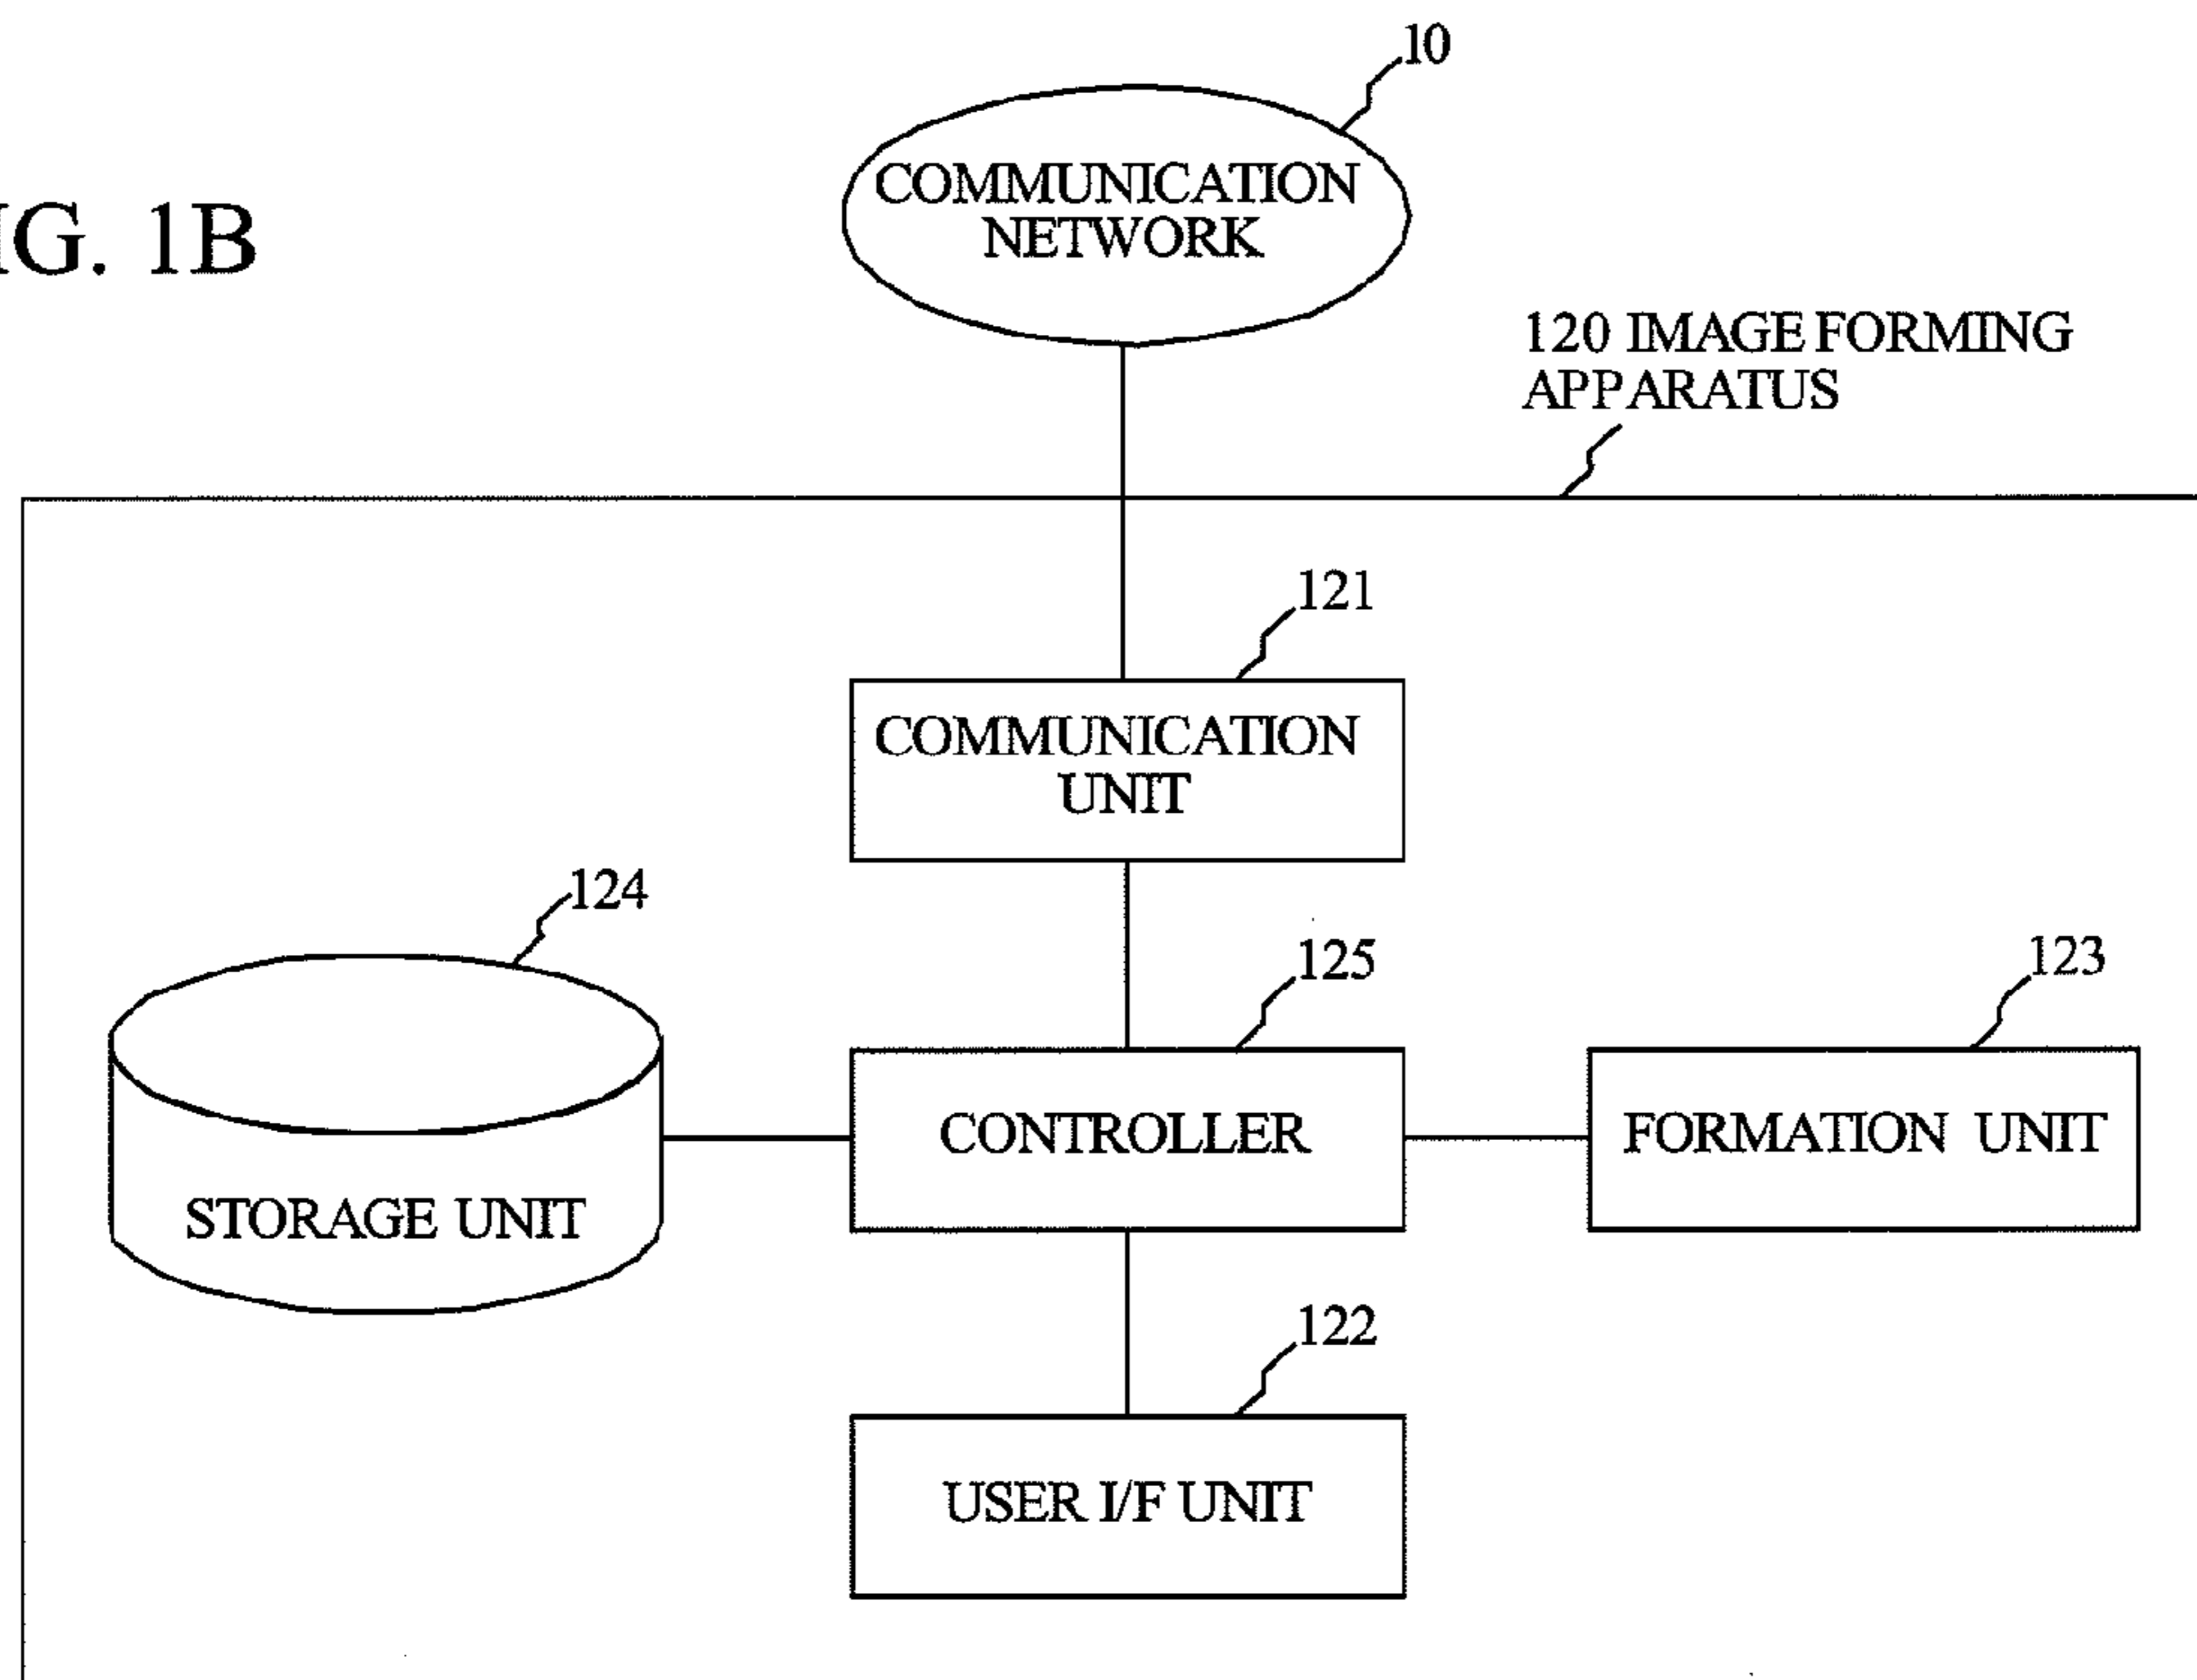 10
COMMUNICATION
NETWORK
IG. 1B
120 IMAGE FORMING
APPARATUS
121
COMMUNICATION
UNIT
124
125
123
STORAGE UNIT
CONTROLLER
FORMATION UNIT
122
USER I/F UNIT